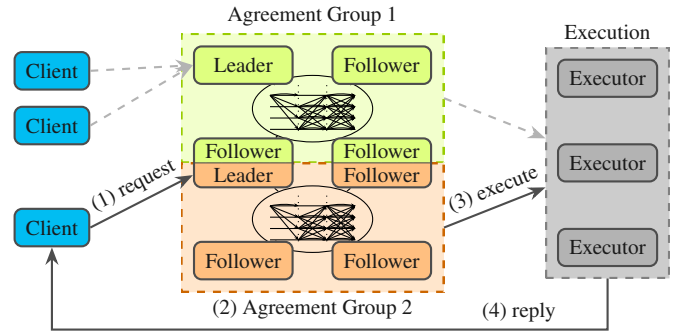 Agreement Group 1
Execution
Client
Leader
Follower
Executor
Client
Follower
Follower
(1) request
Leader
Follower
Executor
(3) execute
Client
Follower
Follower
Executor
(2) Agreement Group 2
(4) reply